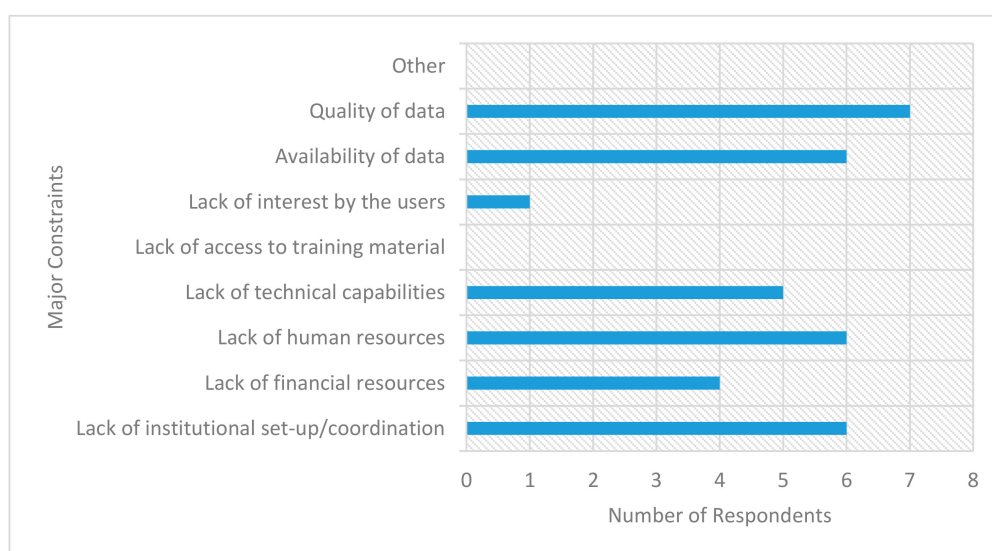 Other
Quality of data
Availability of data
Lack of interest by the users
Lack of access to training material
Lack of technical capabilities
Lack of human resources
Lack of financial resources
Lack of institutional set-up/coordination
Major Constraints
0 1 2 3 4 5 6 7 8
Number of Respondents